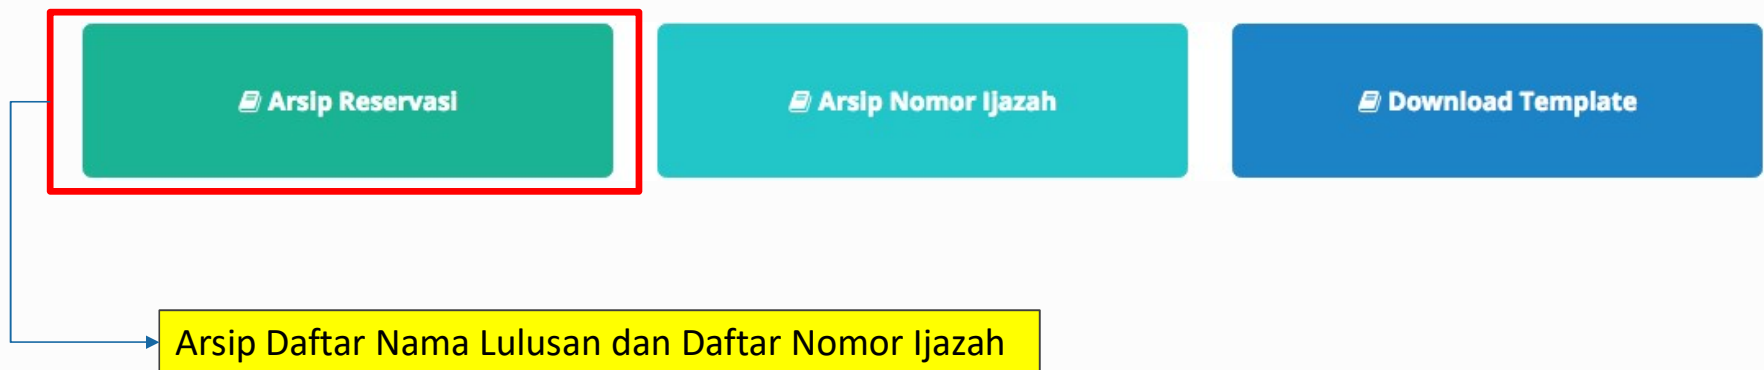 Arsip Reservasi
Arsip Nomor Ijazah
Download Template
Arsip Daftar Nama Lulusan dan Daftar Nomor Ijazah